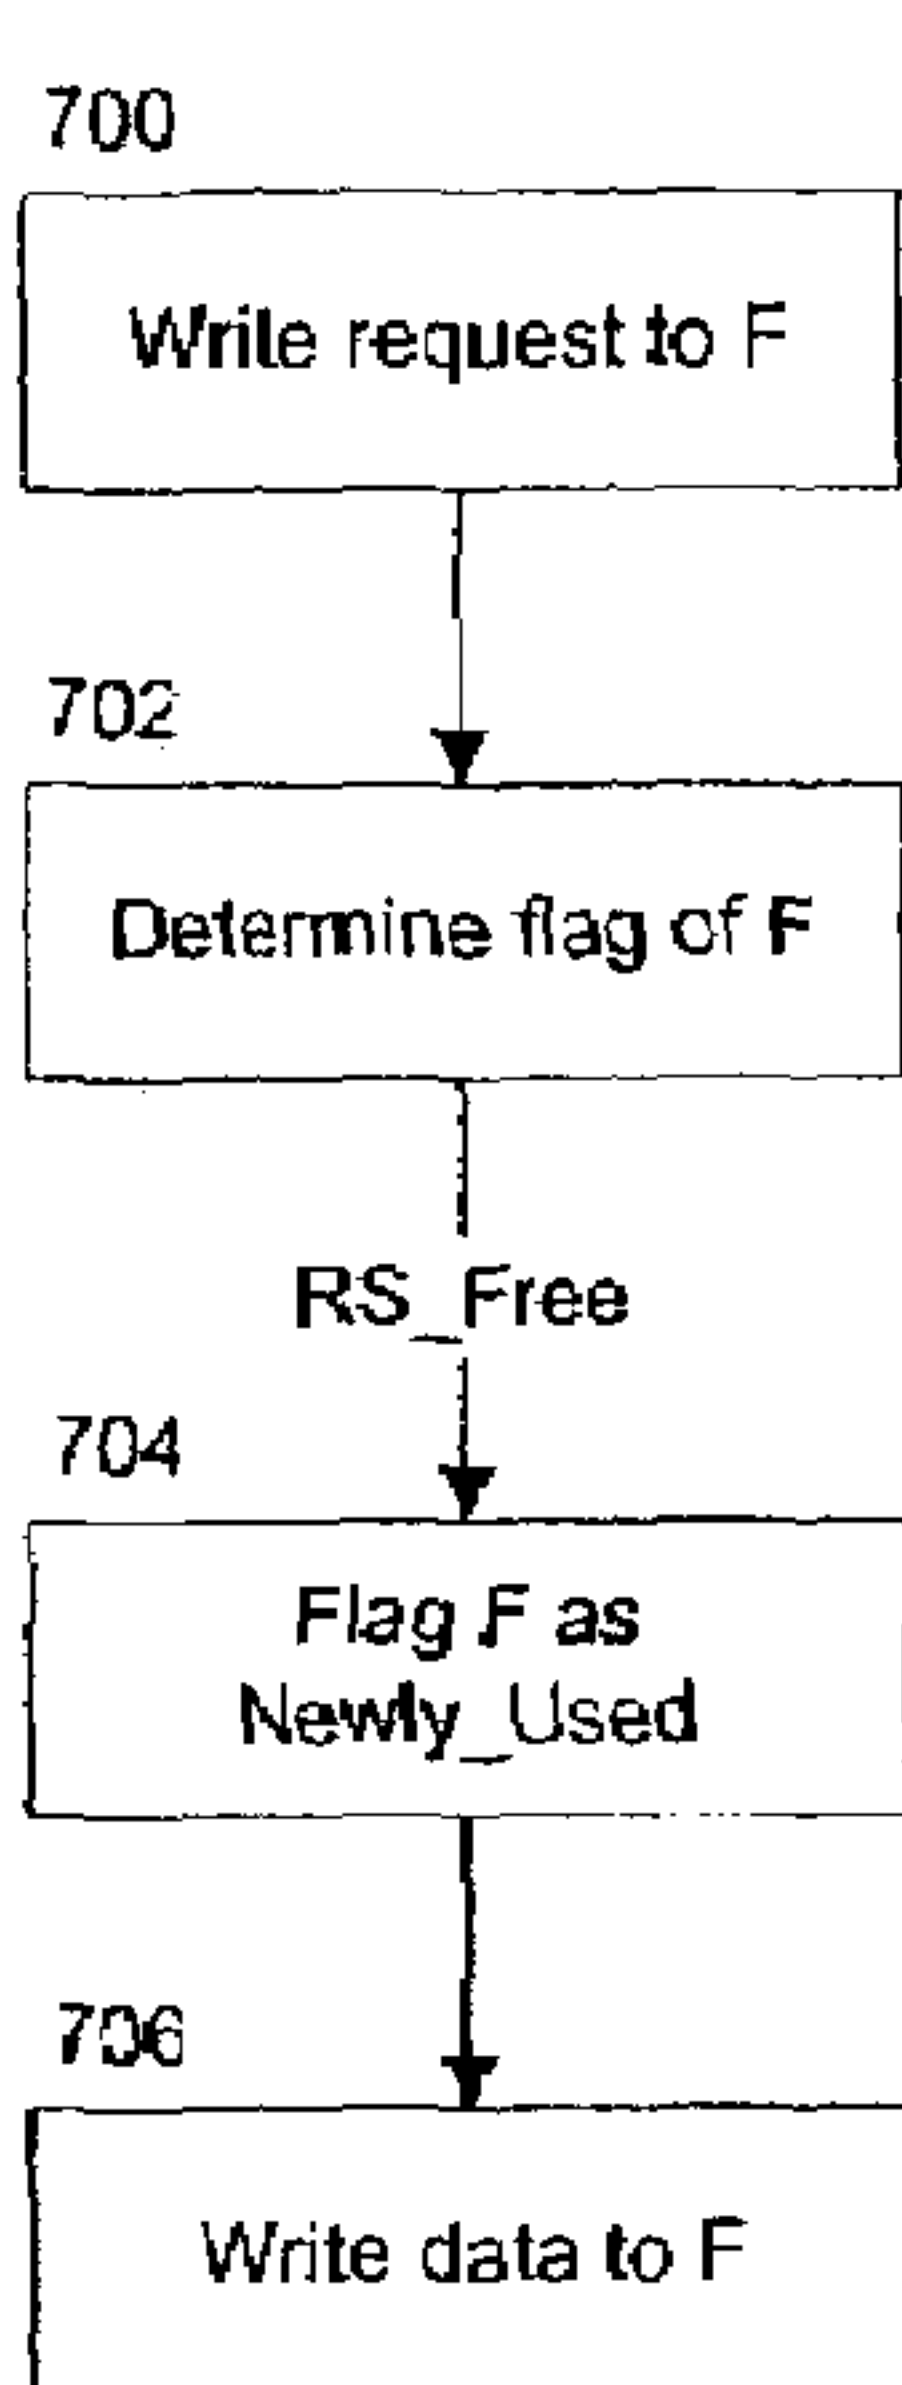 700
Write request to F
702
Determine flag of F
RS_Free
704
Flag F as
Newly_Used
706
Write data to F